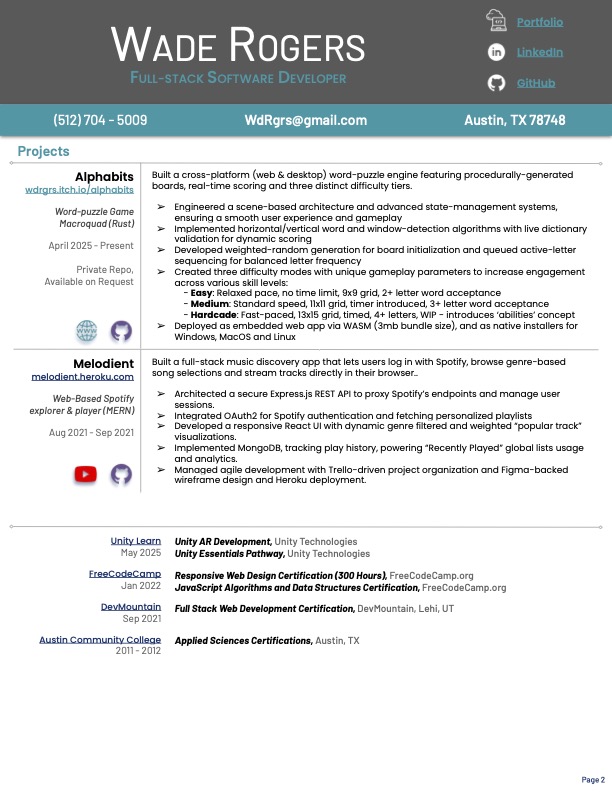 Wade Rogers
Full-stack Software Developer
Portfolio
LinkedIn
GitHub
(512) 704 - 5009 WdRgrs@gmail.com Austin, TX 78748
Projects
Alphabits
wdrgrs.itch.io/alphabits
Word-puzzle Game
Macroquad (Rust)
April 2025 - Present
Private Repo,
Available on Request
Built a cross-platform (web & desktop) word-puzzle engine featuring procedurally-generated
boards, real-time scoring and three distinct difficulty tiers.
➢ Engineered a scene-based architecture and advanced state-management systems,
ensuring a smooth user experience and gameplay
➢ Implemented horizontal/vertical word and window-detection algorithms with live dictionary
validation for dynamic scoring
➢ Developed weighted-random generation for board initialization and queued active-letter
sequencing for balanced letter frequency
➢ Created three difficulty modes with unique gameplay parameters to increase engagement
across various skill levels:
- Easy: Relaxed pace, no time limit, 9x9 grid, 2+ letter word acceptance
- Medium: Standard speed, 11x11 grid, timer introduced, 3+ letter word acceptance
- Hardcade: Fast-paced, 13x15 grid, timed, 4+ letters, WIP - introduces ‘abilities’ concept
➢ Deployed as embedded web app via WASM (3mb bundle size), and as native installers for
Windows, MacOS and Linux
Melodient
melodient.heroku.com
Web-Based Spotify
explorer & player (MERN)
Aug 2021 - Sep 2021
Built a full-stack music discovery app that lets users log in with Spotify, browse genre-based
song selections and stream tracks directly in their browser..
➢ Architected a secure Express.js REST API to proxy Spotify’s endpoints and manage user
sessions.
➢ Integrated OAuth2 for Spotify authentication and fetching personalized playlists
➢ Developed a responsive React UI with dynamic genre filtered and weighted “popular track”
visualizations.
➢ Implemented MongoDB, tracking play history, powering “Recently Played” global lists usage
and analytics.
➢ Managed agile development with Trello-driven project organization and Figma-backed
wireframe design and Heroku deployment.
Unity Learn
May 2025
Unity AR Development, Unity Technologies
Unity Essentials Pathway, Unity Technologies
FreeCodeCamp
Jan 2022
Responsive Web Design Certification (300 Hours), FreeCodeCamp.org
JavaScript Algorithms and Data Structures Certification, FreeCodeCamp.org
DevMountain
Sep 2021
Full Stack Web Development Certification, DevMountain, Lehi, UT
Austin Community College
2011 - 2012
Applied Sciences Certifications, Austin, TX
Page 2